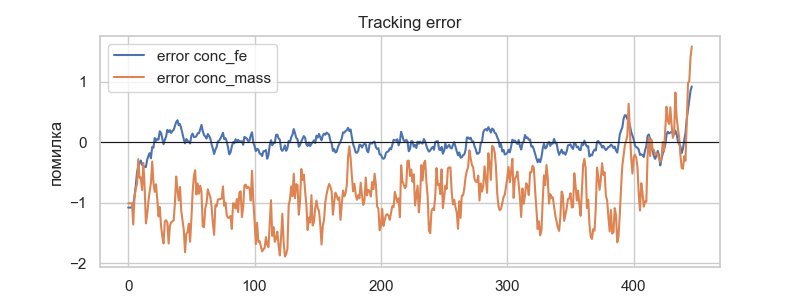 Tracking error
error conc_fe
error conc_mass
помилка
1
0
−1
−2
0
100
200
300
400